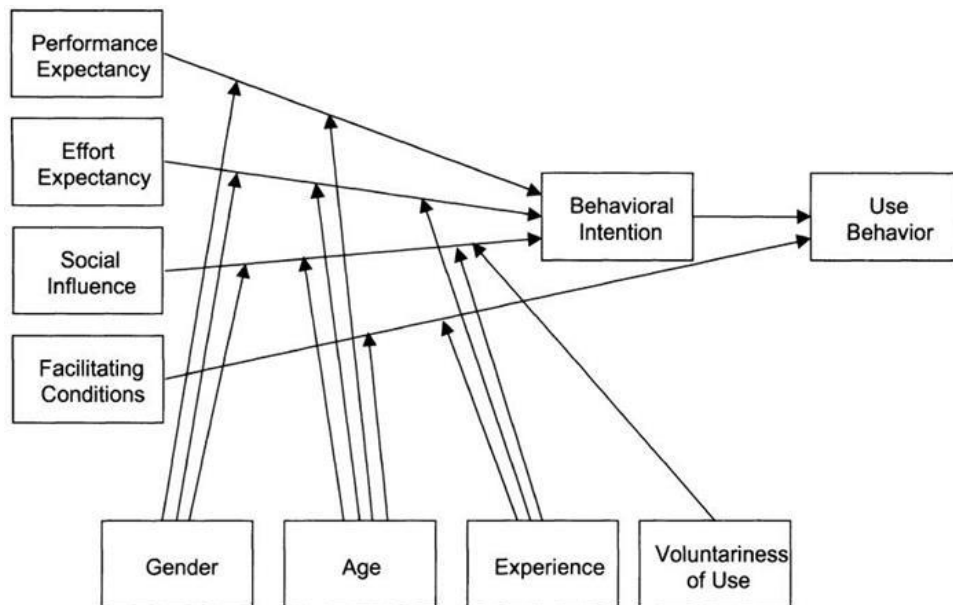 Performance
Expectancy
Effort
Expectancy
Social
Influence
Facilitating
Conditions
Behavioral
Intention
Use
Behavior
Gender
Age
Experience
Voluntariness
of Use